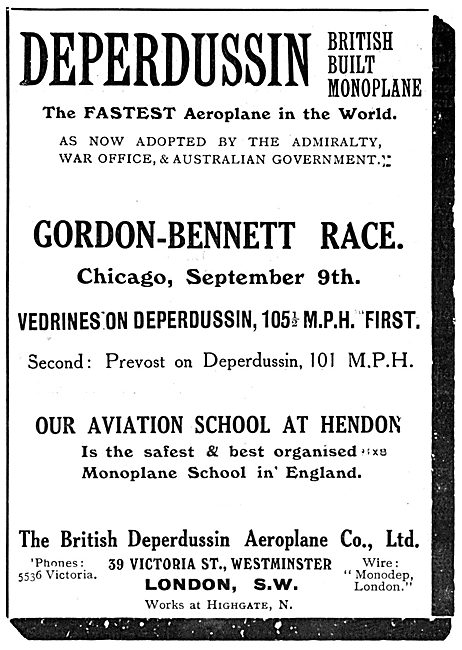 DEPERDUSSIN
BRITISH
BUILT
MONOPLANE
The FASTEST Aeroplane in the World.
AS NOW ADOPTED BY THE ADMIRALTY,
WAR OFFICE, & AUSTRALIAN GOVERNMENT.
GORDON-BENNETT RACE.
Chicago, September 9th.
VEDRINES ON DEPERDUSSIN, 105½ M.P.H. FIRST.
Second: Prevost on Deperdussin, 101 M.P.H.
OUR AVIATION SCHOOL AT HENDON
Is the safest & best organised
Monoplane School in England.
The British Deperdussin Aeroplane Co., Ltd.
'Phones:
5536 Victoria.
39 VICTORIA ST., WESTMINSTER
LONDON, S.W.
Wire:
"Monodep,
London."
Works at HIGHGATE, N.